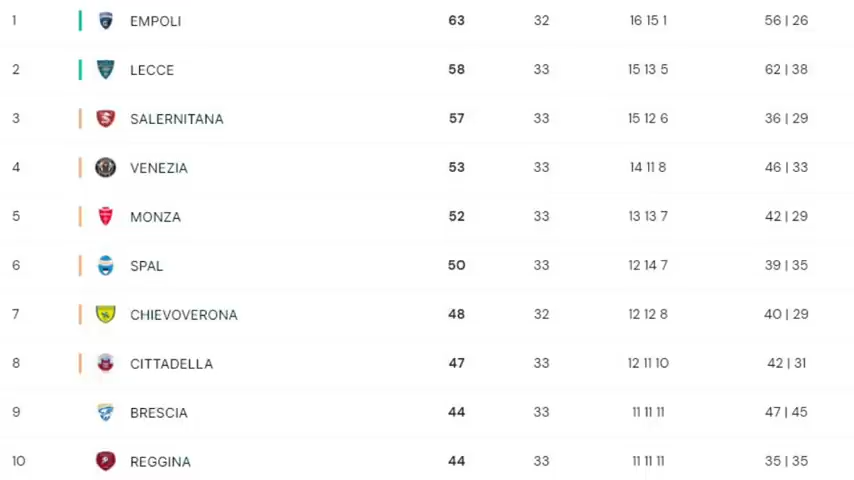 1 EMPOLI 63 32 16 15 1 56 | 26
2 LECCE 58 33 15 13 5 62 | 38
3 SALERNITANA 57 33 15 12 6 36 | 29
4 VENEZIA 53 33 14 11 8 46 | 33
5 MONZA 52 33 13 13 7 42 | 29
6 SPAL 50 33 12 14 7 39 | 35
7 CHIEVOVERONA 48 32 12 12 8 40 | 29
8 CITTADELLA 47 33 12 11 10 42 | 31
9 BRESCIA 44 33 11 11 11 47 | 45
10 REGGINA 44 33 11 11 11 35 | 35